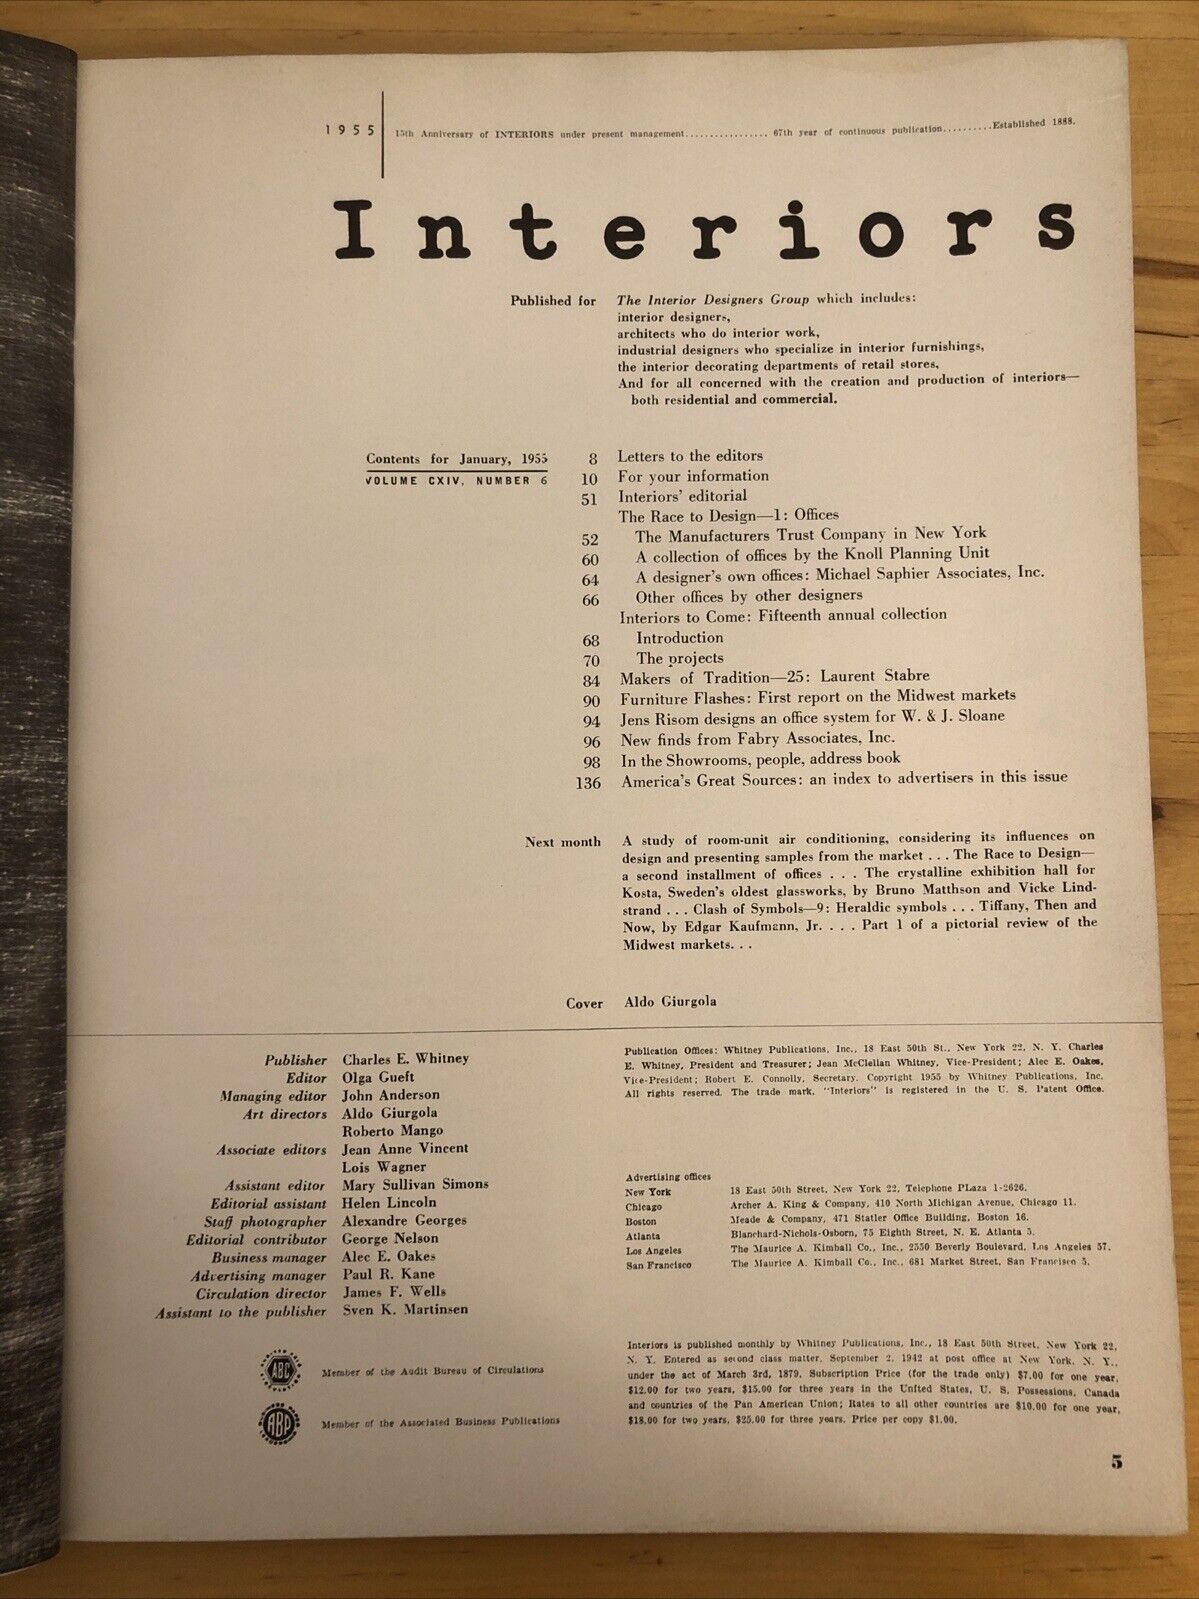 1955
15th Anniversary of INTERIORS under present management................. 67th year of continuous publication..........Established 1888.
Interiors
Published for The Interior Designers Group which includes:
interior designers,
architects who do interior work,
industrial designers who specialize in interior furnishings,
the interior decorating departments of retail stores,
And for all concerned with the creation and production of interiors—
both residential and commercial.
Contents for January, 1955
VOLUME CXIV, NUMBER 6
8 Letters to the editors
10 For your information
51 Interiors' editorial
The Race to Design—1: Offices
52 The Manufacturers Trust Company in New York
60 A collection of offices by the Knoll Planning Unit
64 A designer's own offices: Michael Saphier Associates, Inc.
66 Other offices by other designers
Interiors to Come: Fifteenth annual collection
68 Introduction
70 The projects
84 Makers of Tradition—25: Laurent Stabre
90 Furniture Flashes: First report on the Midwest markets
94 Jens Risom designs an office system for W. & J. Sloane
96 New finds from Fabry Associates, Inc.
98 In the Showrooms, people, address book
136 America's Great Sources: an index to advertisers in this issue
Next month A study of room-unit air conditioning, considering its influences on
design and presenting samples from the market . . . The Race to Design—
a second installment of offices . . . The crystalline exhibition hall for
Kosta, Sweden's oldest glassworks, by Bruno Matthson and Vicke Lind-
strand . . . Clash of Symbols—9: Heraldic symbols . . . Tiffany, Then and
Now, by Edgar Kaufmann, Jr. . . . Part 1 of a pictorial review of the
Midwest markets. . .
Cover Aldo Giurgola
Publisher Charles E. Whitney
Editor Olga Gueft
Managing editor John Anderson
Art directors Aldo Giurgola
Roberto Mango
Associate editors Jean Anne Vincent
Lois Wagner
Assistant editor Mary Sullivan Simons
Editorial assistant Helen Lincoln
Staff photographer Alexandre Georges
Editorial contributor George Nelson
Business manager Alec E. Oakes
Advertising manager Paul R. Kane
Circulation director James F. Wells
Assistant to the publisher Sven K. Martinsen
ABC Member of the Audit Bureau of Circulations
ABP Member of the Associated Business Publications
Publication Offices: Whitney Publications, Inc., 18 East 50th St., New York 22, N. Y. Charles
E. Whitney, President and Treasurer; Jean McClellan Whitney, Vice-President; Alec E. Oakes,
Vice-President; Robert E. Connolly, Secretary. Copyright 1955 by Whitney Publications, Inc.
All rights reserved. The trade mark, "Interiors" is registered in the U. S. Patent Office.
Advertising offices
New York 18 East 50th Street, New York 22, Telephone PLaza 1-2626.
Chicago Archer A. King & Company, 410 North Michigan Avenue, Chicago 11.
Boston Meade & Company, 471 Statler Office Building, Boston 16.
Atlanta Blanchard-Nichols-Osborn, 75 Eighth Street, N. E. Atlanta 5.
Los Angeles The Maurice A. Kimball Co., Inc., 2550 Beverly Boulevard, Los Angeles 57.
San Francisco The Maurice A. Kimball Co., Inc., 681 Market Street, San Francisco 5.
Interiors is published monthly by Whitney Publications, Inc., 18 East 50th Street, New York 22,
N. Y. Entered as second class matter, September 2, 1942 at post office at New York, N. Y.,
under the act of March 3rd, 1879. Subscription Price (for the trade only) $7.00 for one year,
$12.00 for two years, $15.00 for three years in the United States, U. S. Possessions, Canada
and countries of the Pan American Union; Rates to all other countries are $10.00 for one year,
$18.00 for two years, $25.00 for three years. Price per copy $1.00.
5